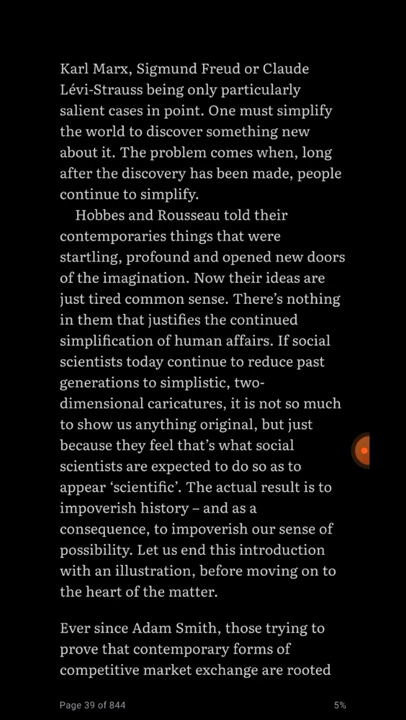 Karl Marx, Sigmund Freud or Claude
Lévi-Strauss being only particularly
salient cases in point. One must simplify
the world to discover something new
about it. The problem comes when, long
after the discovery has been made, people
continue to simplify.
Hobbes and Rousseau told their
contemporaries things that were
startling, profound and opened new doors
of the imagination. Now their ideas are
just tired common sense. There’s nothing
in them that justifies the continued
simplification of human affairs. If social
scientists today continue to reduce past
generations to simplistic, two-
dimensional caricatures, it is not so much
to show us anything original, but just
because they feel that’s what social
scientists are expected to do so as to
appear ‘scientific’. The actual result is to
impoverish history – and as a
consequence, to impoverish our sense of
possibility. Let us end this introduction
with an illustration, before moving on to
the heart of the matter.
Ever since Adam Smith, those trying to
prove that contemporary forms of
competitive market exchange are rooted
Page 39 of 844 5%